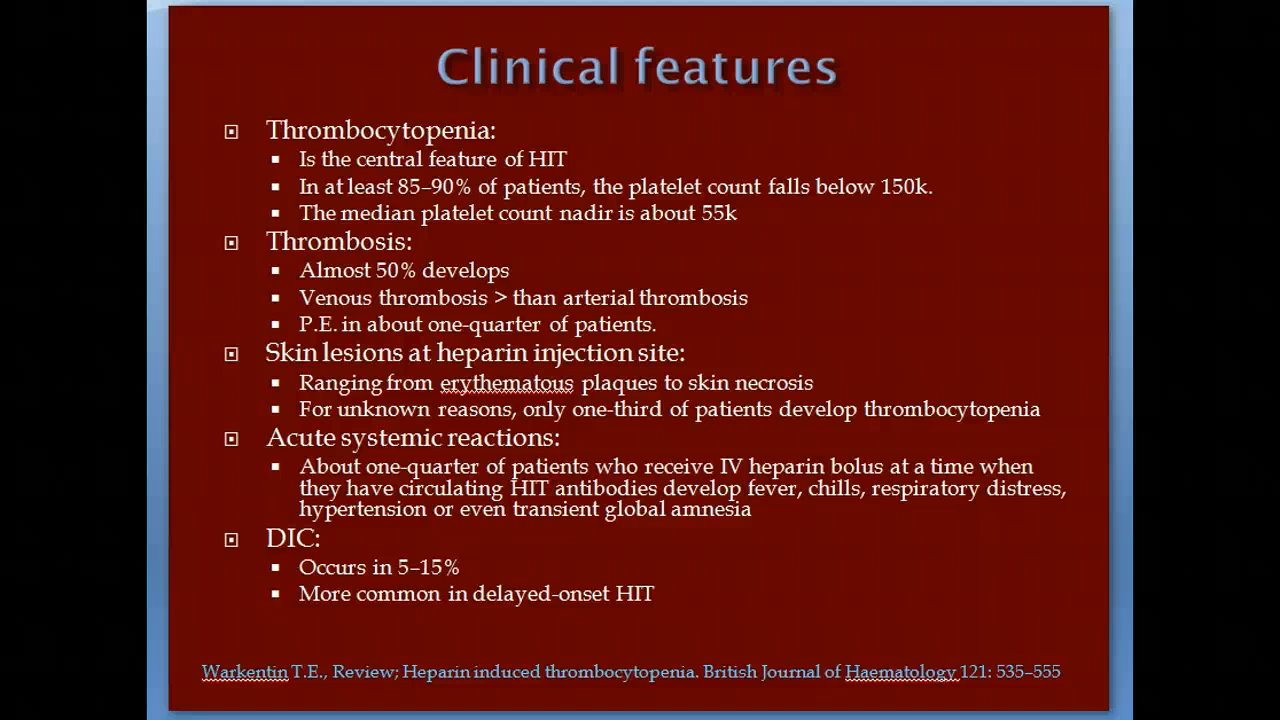 Clinical features
Thrombocytopenia:
Is the central feature of HIT
In at least 85–90% of patients, the platelet count falls below 150k.
The median platelet count nadir is about 55k
Thrombosis:
Almost 50% develops
Venous thrombosis > than arterial thrombosis
P.E. in about one-quarter of patients.
Skin lesions at heparin injection site:
Ranging from erythematous plaques to skin necrosis
For unknown reasons, only one-third of patients develop thrombocytopenia
Acute systemic reactions:
About one-quarter of patients who receive IV heparin bolus at a time when
they have circulating HIT antibodies develop fever, chills, respiratory distress,
hypertension or even transient global amnesia
DIC:
Occurs in 5–15%
More common in delayed-onset HIT
Warkentin T.E., Review; Heparin induced thrombocytopenia. British Journal of Haematology 121: 535–555